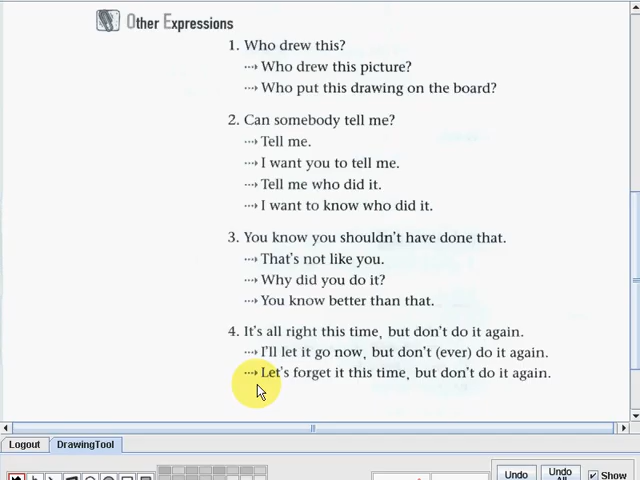 Other Expressions
1. Who drew this?
⋯→ Who drew this picture?
⋯→ Who put this drawing on the board?
2. Can somebody tell me?
⋯→ Tell me.
⋯→ I want you to tell me.
⋯→ Tell me who did it.
⋯→ I want to know who did it.
3. You know you shouldn't have done that.
⋯→ That's not like you.
⋯→ Why did you do it?
⋯→ You know better than that.
4. It's all right this time, but don't do it again.
⋯→ I'll let it go now, but don't (ever) do it again.
⋯→ Let's forget it this time, but don't do it again.
Logout DrawingTool
Undo Undo All Show